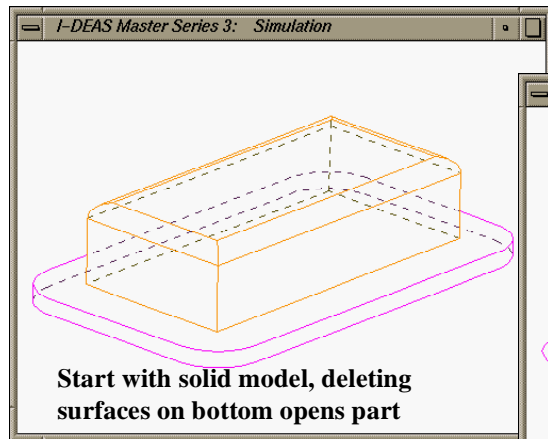 I-DEAS Master Series 3:   Simulation
Start with solid model, deleting
surfaces on bottom opens part